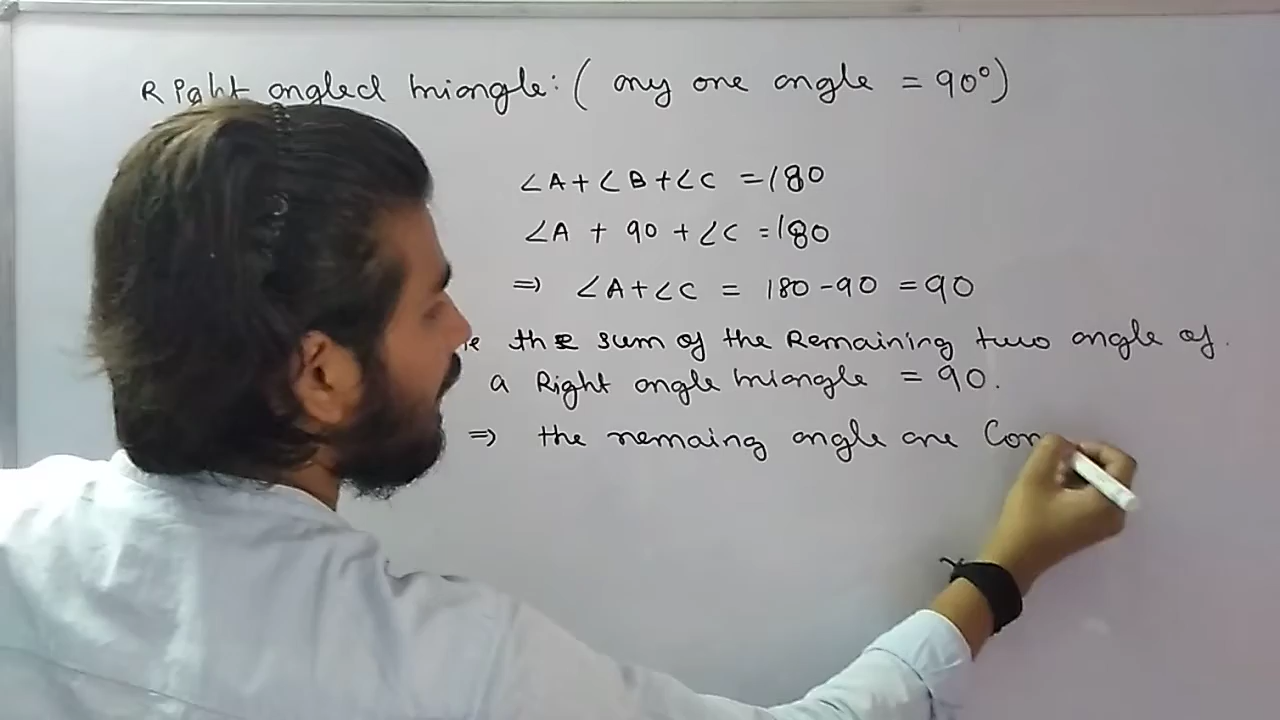 Right angled triangle: ( any one angle = 90°)
∠A+∠B+∠C =180
∠A + 90 +∠C =180
⇒ ∠A+∠C = 180-90 =90
the sum of the Remaining two angle of.
a Right angle triangle = 90.
⇒ the remaing angle are Com